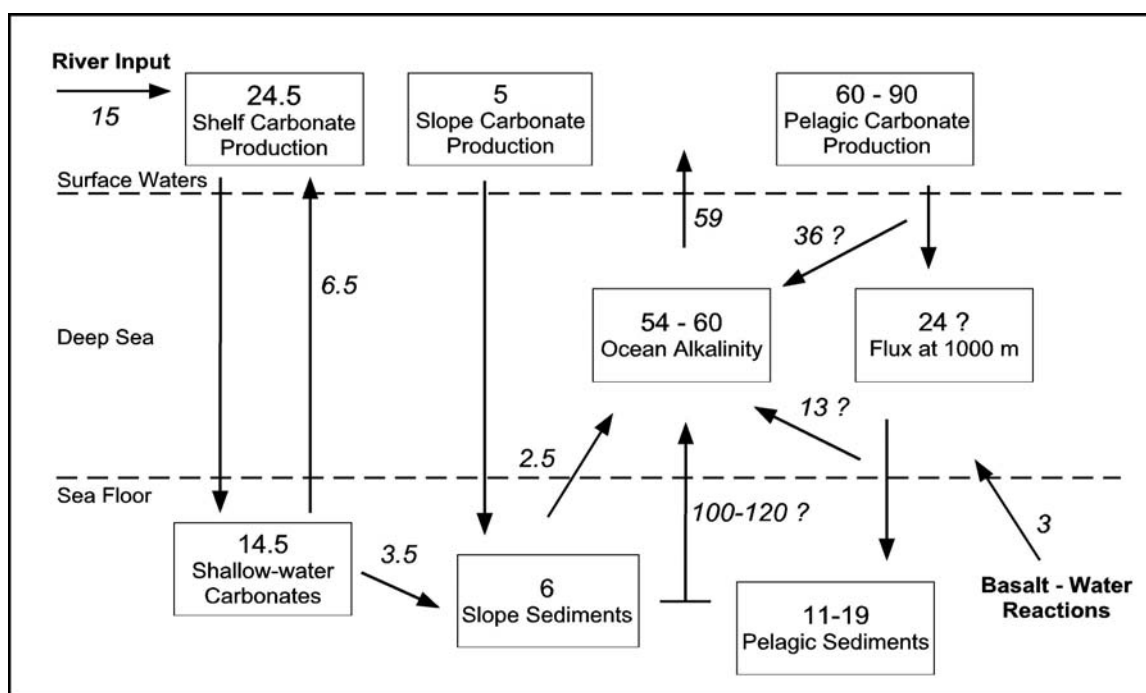 River Input
15
24.5
Shelf Carbonate
Production
5
Slope Carbonate
Production
60 - 90
Pelagic Carbonate
Production
Surface Waters
59
36 ?
6.5
Deep Sea
54 - 60
Ocean Alkalinity
24 ?
Flux at 1000 m
13 ?
2.5
Sea Floor
100-120 ?
14.5
Shallow-water
Carbonates
3.5
6
Slope Sediments
11-19
Pelagic Sediments
3
Basalt - Water
Reactions